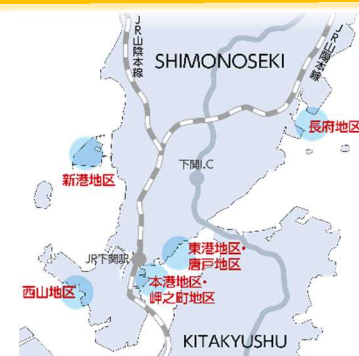 JR山陰本線
JR山陽本線
SHIMONOSEKI
長府地区
下関I.C
新港地区
東港地区・
唐戸地区
JR下関駅
本港地区・
岬之町地区
西山地区
KITAKYUSHU